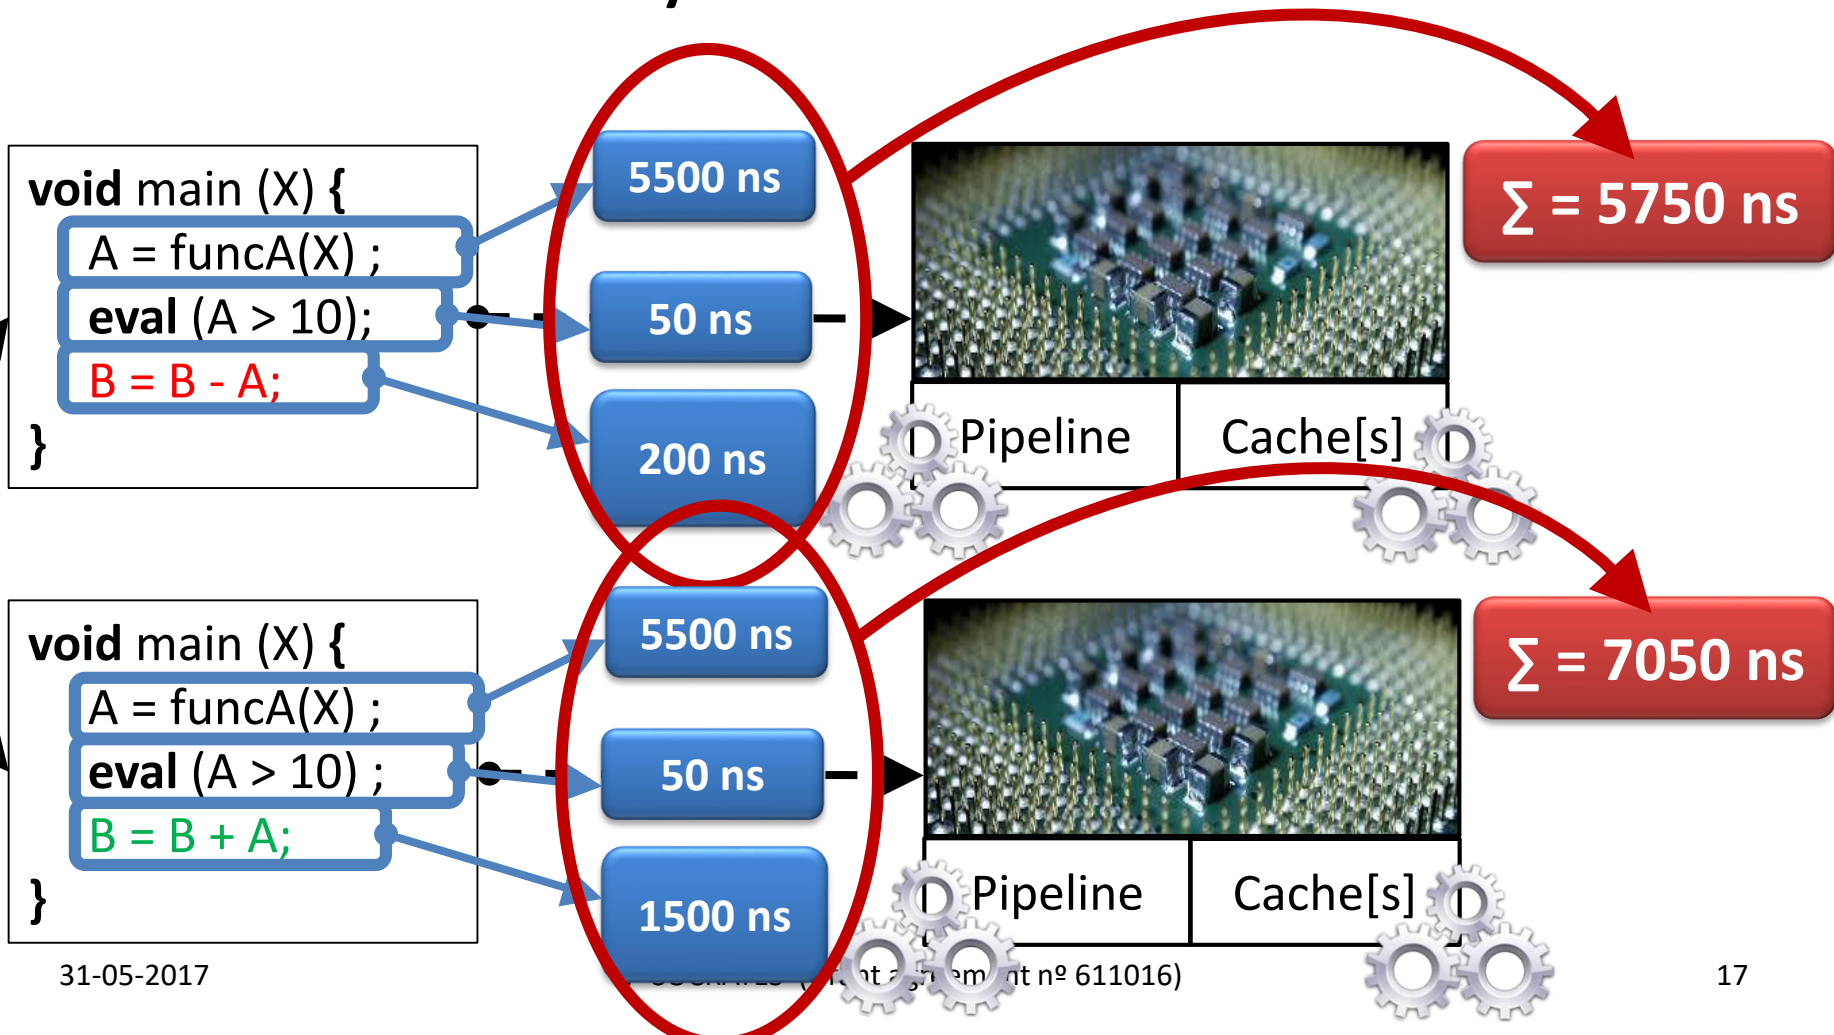 void main (X) {
A = funcA(X) ;
eval (A > 10);
B = B - A;
}
5500 ns
50 ns
200 ns
Pipeline
Cache[s]
∑ = 5750 ns
void main (X) {
A = funcA(X) ;
eval (A > 10) ;
B = B + A;
}
5500 ns
50 ns
1500 ns
Pipeline
Cache[s]
∑ = 7050 ns
31-05-2017
nº 611016)
17